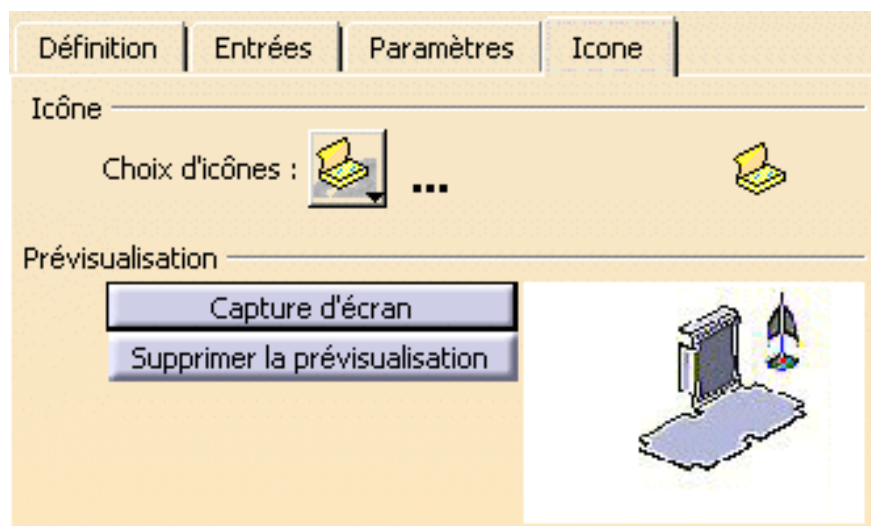 Définition Entrées Paramètres Icone
Icône
Choix d'icônes : ...
Prévisualisation
Capture d'écran
Supprimer la prévisualisation